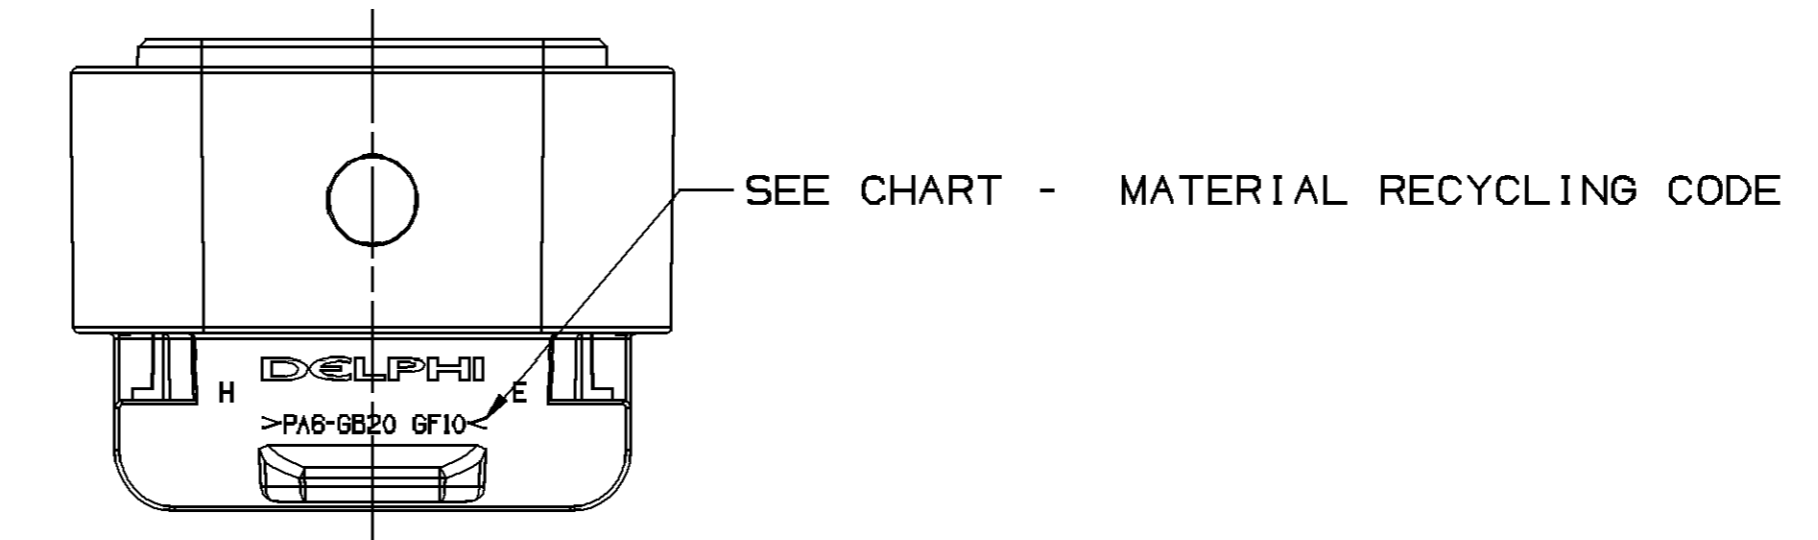 SEE CHART - MATERIAL RECYCLING CODE
DELPHI
H E
>PA6-GB20 GF10<